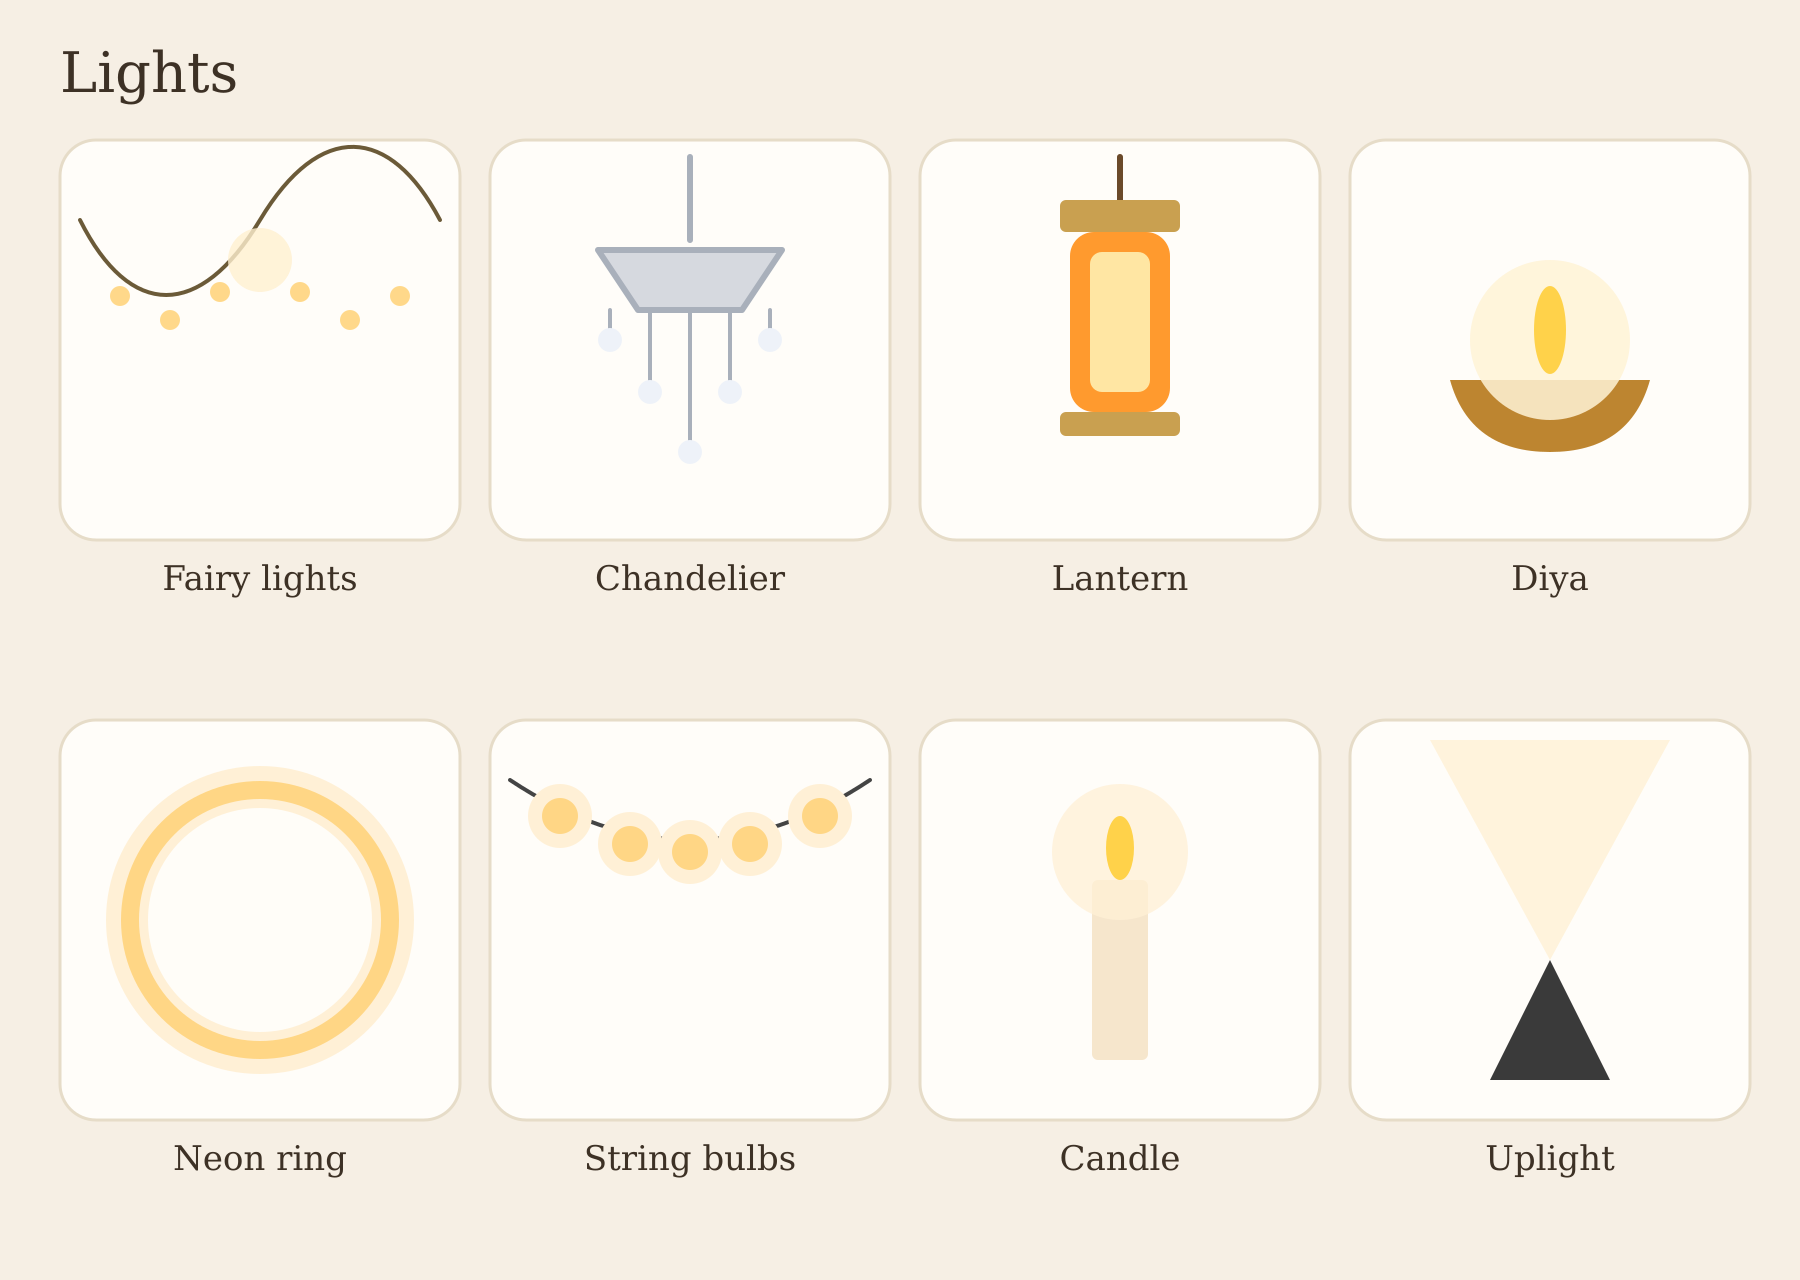 Lights
Fairy lights
Chandelier
Lantern
Diya
Neon ring
String bulbs
Candle
Uplight